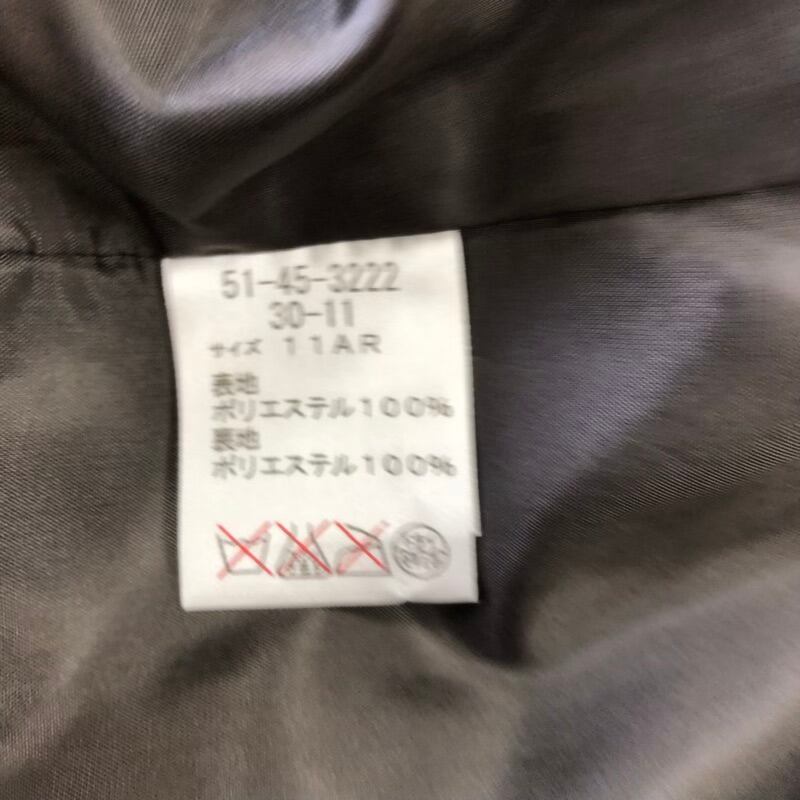 51-45-3222
30-11
サイズ 11AR
表地
ポリエステル100%
裏地
ポリエステル100%